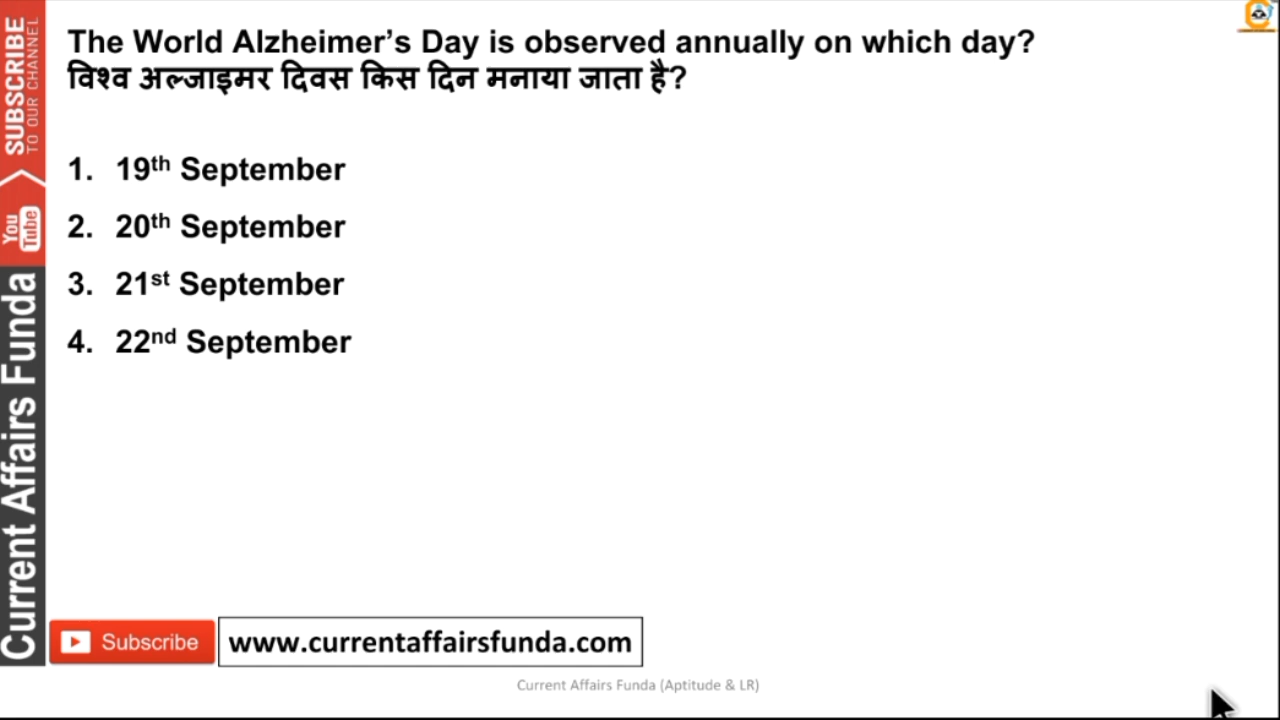 The World Alzheimer’s Day is observed annually on which day?
विश्व अल्जाइमर दिवस किस दिन मनाया जाता है?
1. 19th September
2. 20th September
3. 21st September
4. 22nd September
SUBSCRIBE
TO OUR CHANNEL
You Tube
Current Affairs Funda
Subscribe
www.currentaffairsfunda.com
Current Affairs Funda (Aptitude & LR)